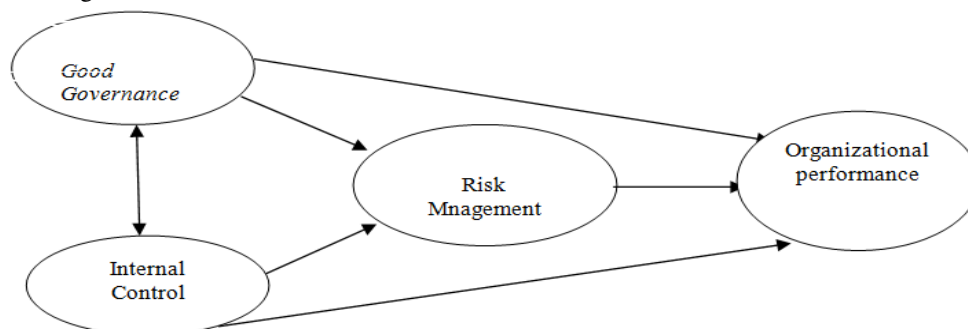 Good
Governance
Organizational
performance
Risk
Mnagement
Internal
Control